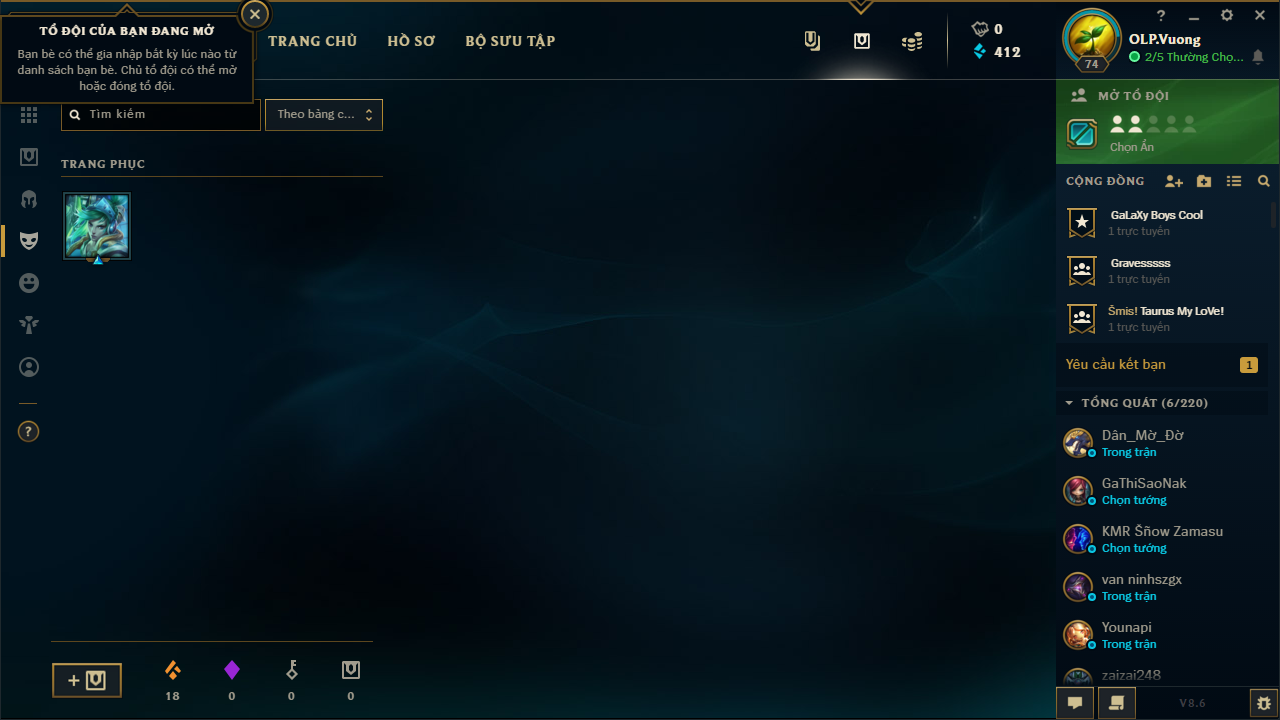 TỔ ĐỘI CỦA BẠN ĐANG MỞ
Bạn bè có thể gia nhập bất kỳ lúc nào từ
danh sách bạn bè. Chủ tổ đội có thể mở
hoặc đóng tổ đội.
TRANG CHỦ
HỒ SƠ
BỘ SƯU TẬP
0
412
?
74
OLP.Vuong
2/5 Thường Chọ...
Tìm kiếm
Theo bảng c...
TRANG PHỤC
?
18
0
0
0
MỞ TỔ ĐỘI
Chọn Ẩn
CỘNG ĐỒNG
GaLaXy Boys Cool
1 trực tuyến
Gravesssss
1 trực tuyến
Šmis! Taurus My LoVe!
1 trực tuyến
Yêu cầu kết bạn
1
TỔNG QUÁT (6/220)
Dân_Mờ_Đờ
Trong trận
GaThiSaoNak
Chọn tướng
KMR Šñow Zamasu
Chọn tướng
van ninhszgx
Trong trận
Younapi
Trong trận
zaizai248
V8.6